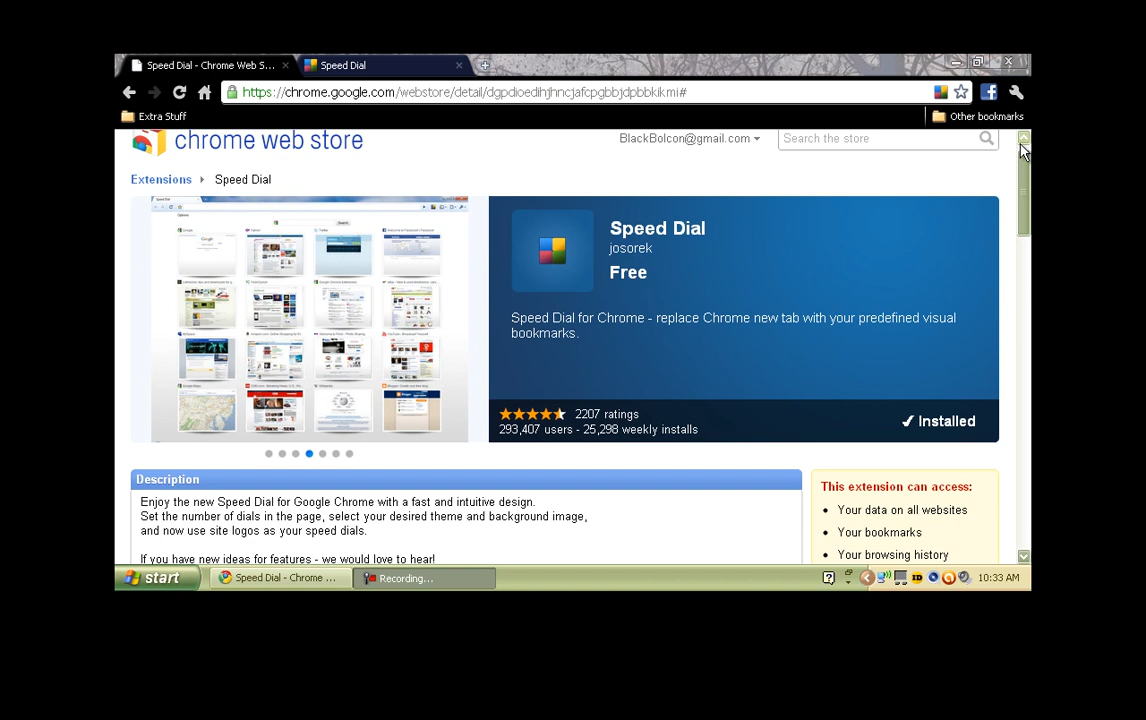 Speed Dial - Chrome Web S...
Speed Dial
https://chrome.google.com/webstore/detail/dgpdioedihjhncjafcpgbbjdpbbkikmi#
Extra Stuff
Other bookmarks
chrome web store
BlackBolcon@gmail.com
Search the store
Extensions
Speed Dial
Speed Dial
josorek
Free
Speed Dial for Chrome - replace Chrome new tab with your predefined visual
bookmarks.
2207 ratings
293,407 users - 25,298 weekly installs
Installed
Description
Enjoy the new Speed Dial for Google Chrome with a fast and intuitive design.
Set the number of dials in the page, select your desired theme and background image,
and now use site logos as your speed dials.
If you have new ideas for features - we would love to hear!
This extension can access:
Your data on all websites
Your bookmarks
Your browsing history
start
Speed Dial - Chrome ...
Recording...
10:33 AM